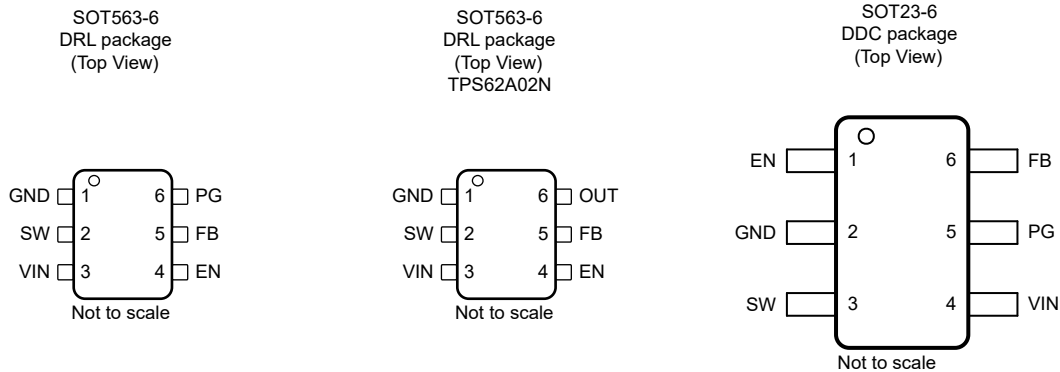 SOT563-6
DRL package
(Top View)
GND 1 6 PG
SW 2 5 FB
VIN 3 4 EN
Not to scale
SOT563-6
DRL package
(Top View)
TPS62A02N
GND 1 6 OUT
SW 2 5 FB
VIN 3 4 EN
Not to scale
SOT23-6
DDC package
(Top View)
EN 1 6 FB
GND 2 5 PG
SW 3 4 VIN
Not to scale